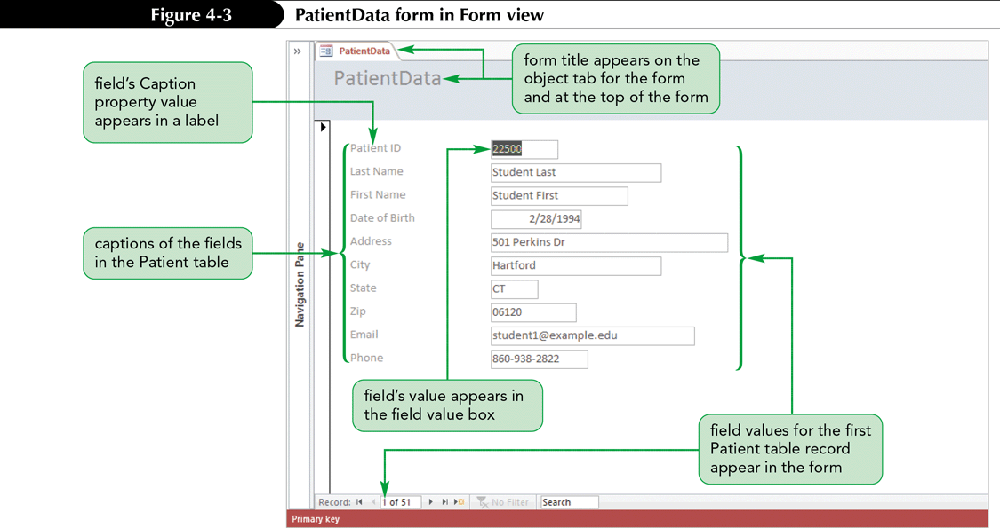 Figure 4-3 PatientData form in Form view
PatientData
PatientData
form title appears on the
object tab for the form
and at the top of the form
field's Caption
property value
appears in a label
Patient ID 22500
Last Name Student Last
First Name Student First
Date of Birth 2/28/1994
Address 501 Perkins Dr
City Hartford
State CT
Zip 06120
Email student1@example.edu
Phone 860-938-2822
captions of the fields
in the Patient table
Navigation Pane
field's value appears in
the field value box
field values for the first
Patient table record
appear in the form
Record: 1 of 51 No Filter Search
Primary key